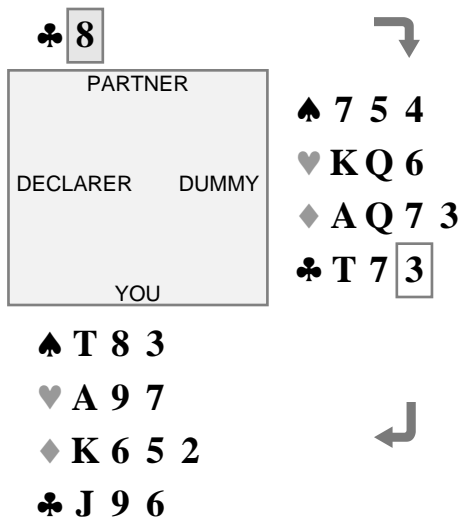 ♣ 8
PARTNER
DECLARER DUMMY
YOU
♠ 7 5 4
♥ K Q 6
♦ A Q 7 3
♣ T 7 3
♠ T 8 3
♥ A 9 7
♦ K 6 5 2
♣ J 9 6